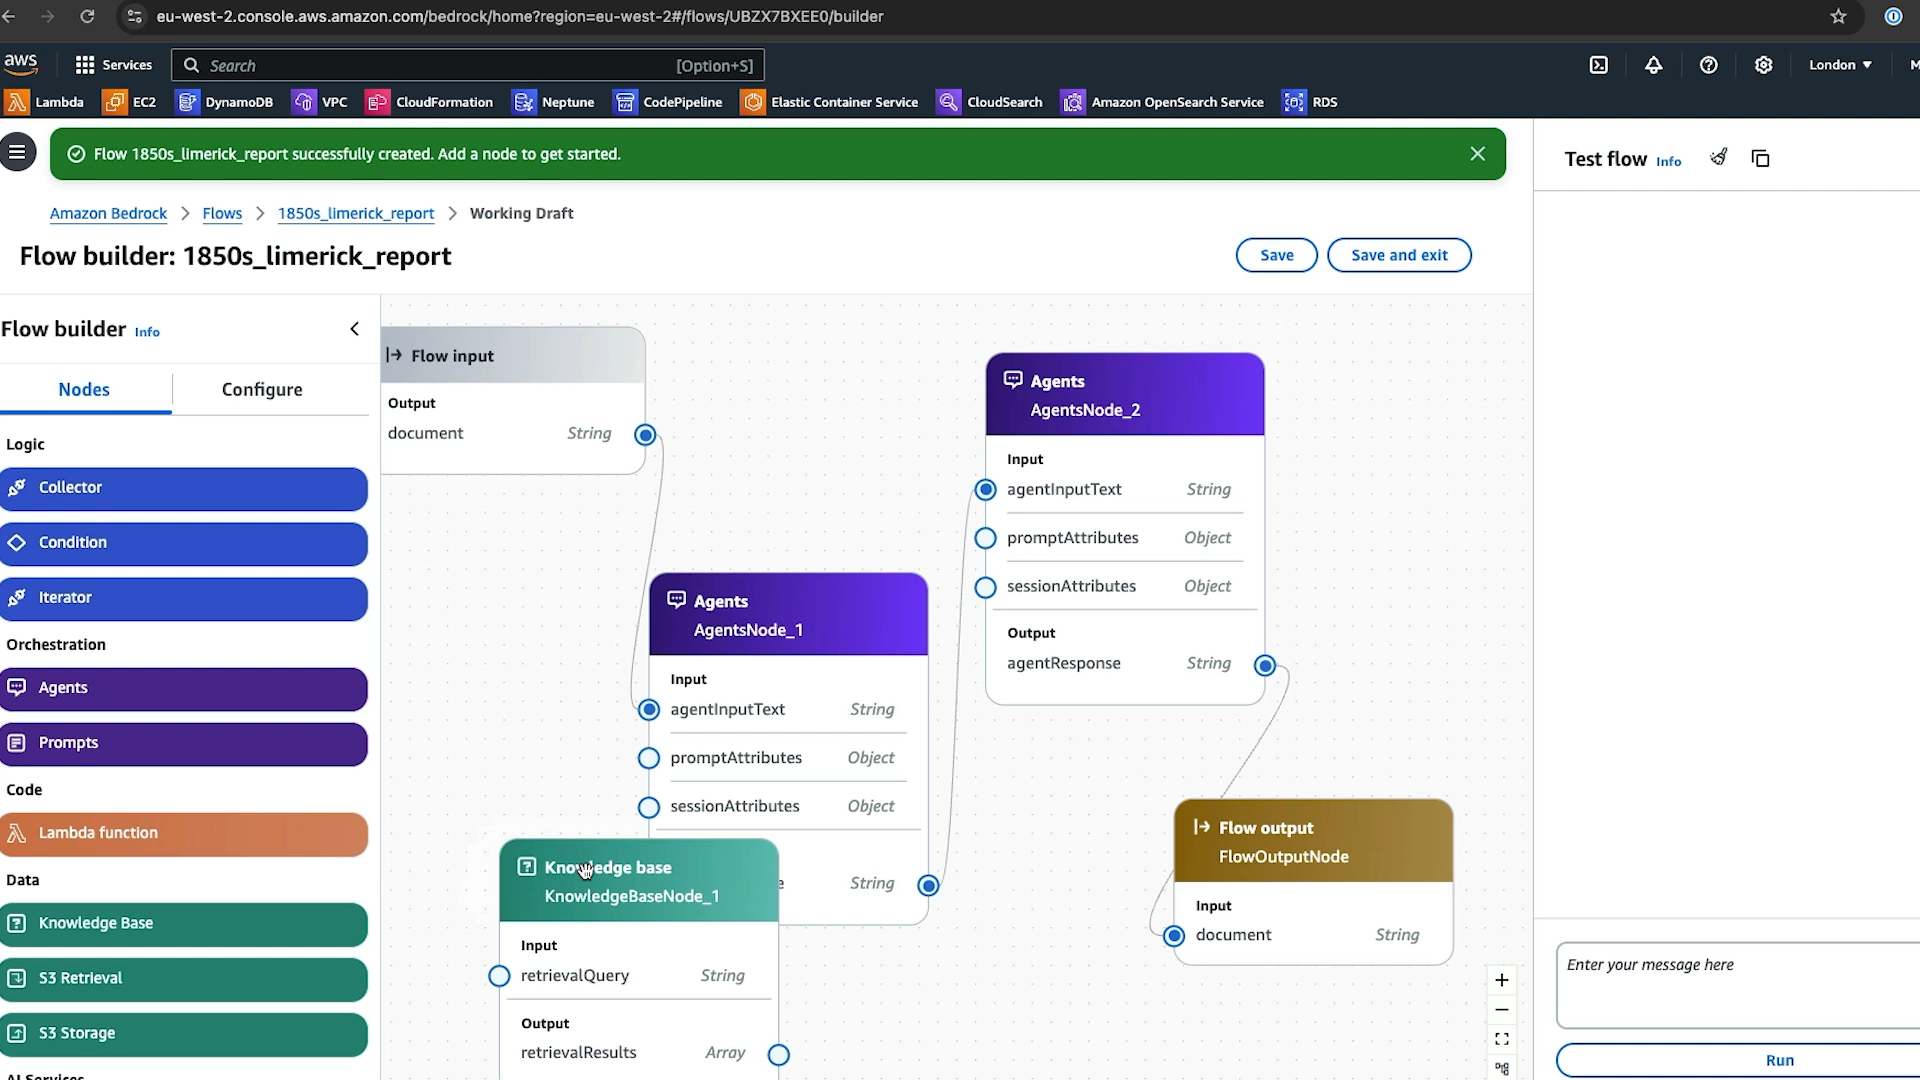 eu-west-2.console.aws.amazon.com/bedrock/home?region=eu-west-2#/flows/UBZX7BXEE0/builder
aws
Services
Search
[Option+S]
London
Lambda
EC2
DynamoDB
VPC
CloudFormation
Neptune
CodePipeline
Elastic Container Service
CloudSearch
Amazon OpenSearch Service
RDS
Flow 1850s_limerick_report successfully created. Add a node to get started.
Test flow Info
Amazon Bedrock > Flows > 1850s_limerick_report > Working Draft
Flow builder: 1850s_limerick_report
Save
Save and exit
Flow builder Info
Nodes
Configure
Logic
Collector
Condition
Iterator
Orchestration
Agents
Prompts
Code
Lambda function
Data
Knowledge Base
S3 Retrieval
S3 Storage
AI Services
Flow input
Output
document String
Agents
AgentsNode_1
Input
agentInputText String
promptAttributes Object
sessionAttributes Object
e String
Knowledge base
KnowledgeBaseNode_1
Input
retrievalQuery String
Output
retrievalResults Array
Agents
AgentsNode_2
Input
agentInputText String
promptAttributes Object
sessionAttributes Object
Output
agentResponse String
Flow output
FlowOutputNode
Input
document String
Enter your message here
Run